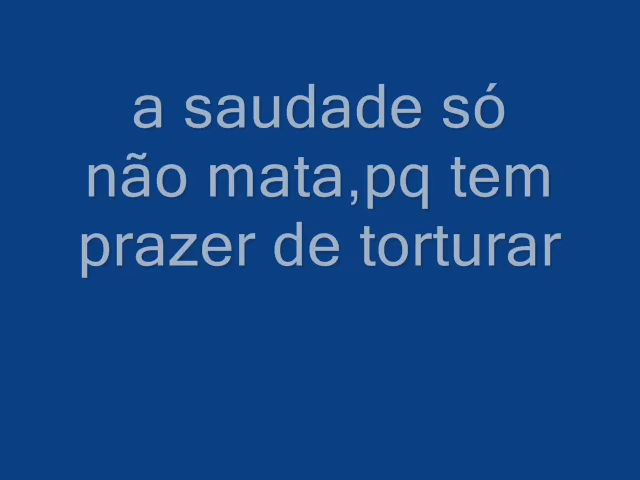 a saudade só
não mata,pq tem
prazer de torturar